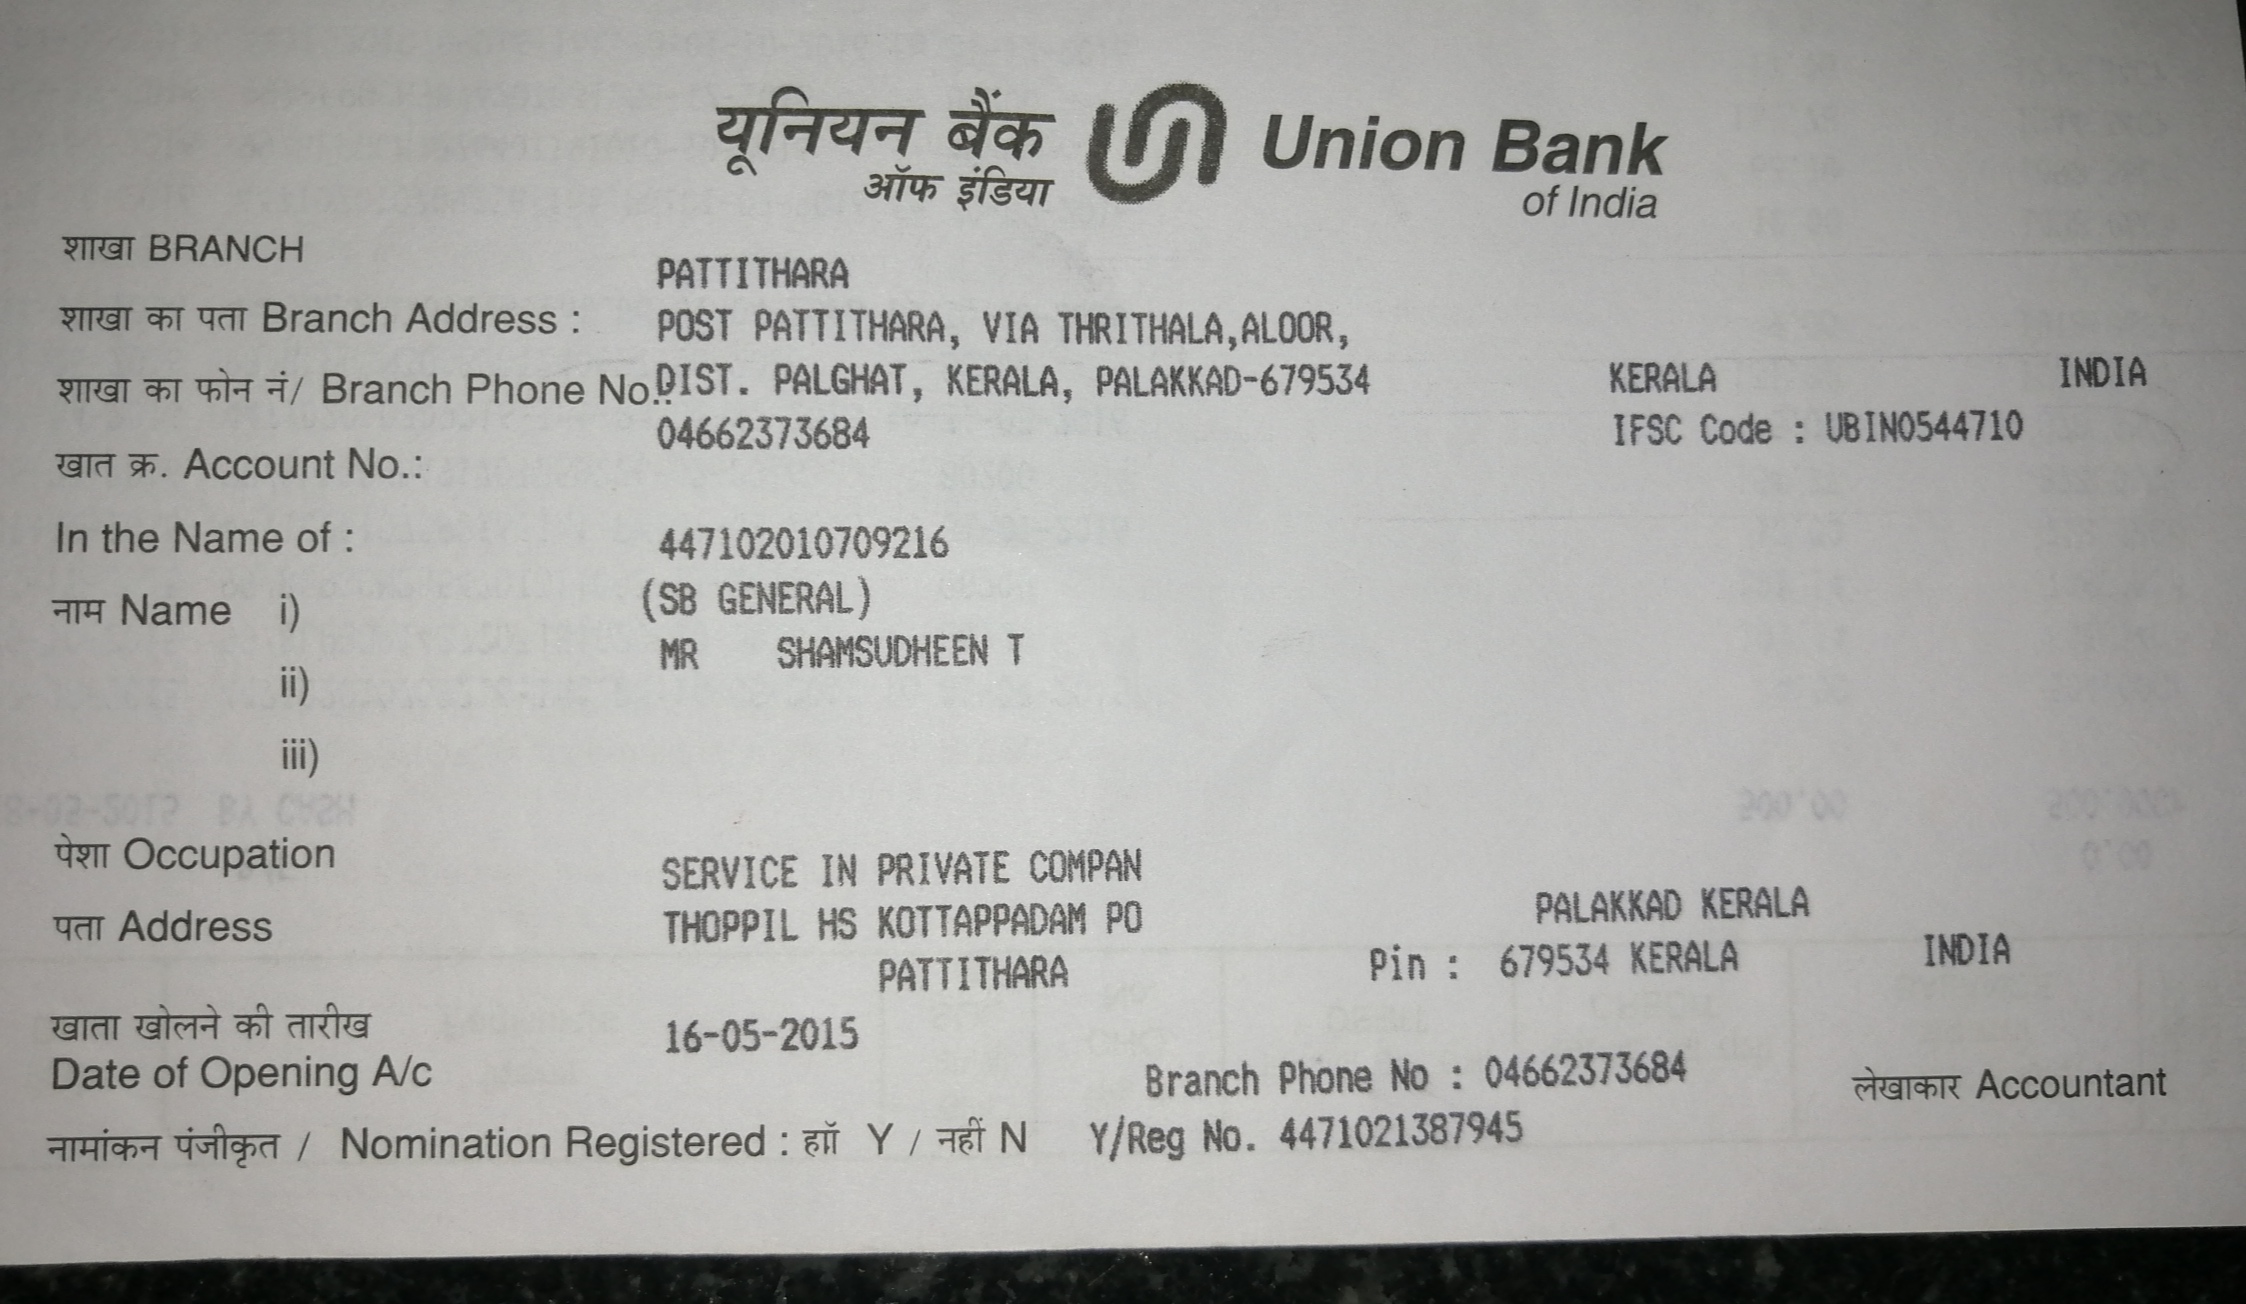 यूनियन बैंक Union Bank
ऑफ इंडिया of India
शाखा BRANCH
PATTITHARA
शाखा का पता Branch Address : POST PATTITHARA, VIA THRITHALA,ALOOR,
शाखा का फोन नं/ Branch Phone No.: DIST. PALGHAT, KERALA, PALAKKAD-679534 KERALA INDIA
04662373684 IFSC Code : UBIN0544710
खात क्र. Account No.:
In the Name of : 447102010709216
नाम Name i) (SB GENERAL)
MR SHAMSUDHEEN T
ii)
iii)
पेशा Occupation SERVICE IN PRIVATE COMPAN
पता Address THOPPIL HS KOTTAPPADAM PO PALAKKAD KERALA
PATTITHARA Pin : 679534 KERALA INDIA
खाता खोलने की तारीख 16-05-2015
Date of Opening A/c Branch Phone No : 04662373684 लेखाकार Accountant
नामांकन पंजीकृत / Nomination Registered : हाॅं Y / नहीं N Y/Reg No. 4471021387945